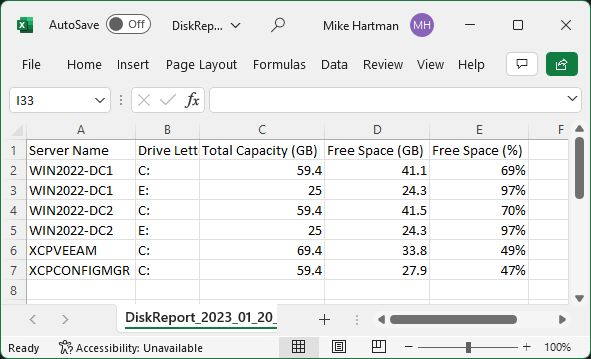 AutoSave Off DiskRep... Mike Hartman MH
File Home Insert Page Layout Formulas Data Review View Help
I33 fx
A B C D E F
1 Server Name Drive Lett Total Capacity (GB) Free Space (GB) Free Space (%)
2 WIN2022-DC1 C: 59.4 41.1 69%
3 WIN2022-DC1 E: 25 24.3 97%
4 WIN2022-DC2 C: 59.4 41.5 70%
5 WIN2022-DC2 E: 25 24.3 97%
6 XCPVEEAM C: 69.4 33.8 49%
7 XCPCONFIGMGR C: 59.4 27.9 47%
8
DiskReport_2023_01_20_
Ready Accessibility: Unavailable 100%